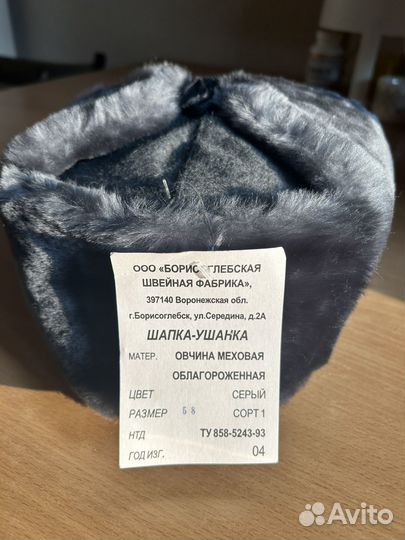 ООО «БОРИСОГЛЕБСКАЯ
ШВЕЙНАЯ ФАБРИКА»,
397140 Воронежская обл.
г.Борисоглебск, ул.Середина, д.2А
ШАПКА-УШАНКА
МАТЕР. ОВЧИНА МЕХОВАЯ
ОБЛАГОРОЖЕННАЯ
ЦВЕТ СЕРЫЙ
РАЗМЕР 58 СОРТ 1
НТД ТУ 858-5243-93
ГОД ИЗГ. 04
Avito